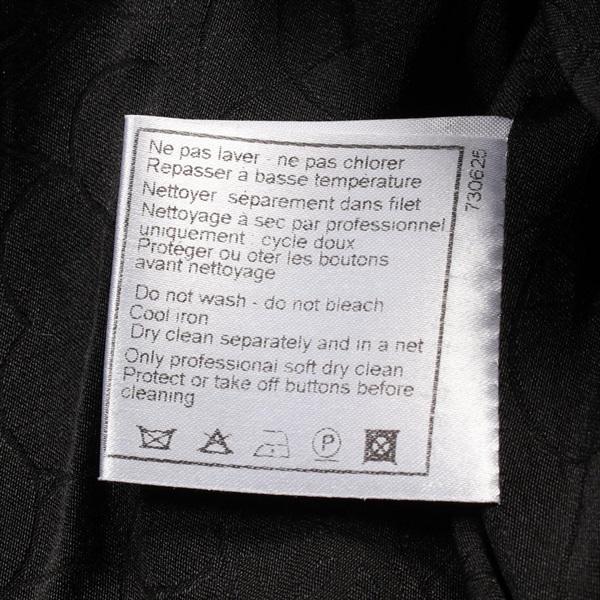 Ne pas laver - ne pas chlorer
Repasser à basse température
Nettoyer séparement dans filet
Nettoyage à sec par professionnel
uniquement : cycle doux
Proteger ou oter les boutons
avant nettoyage
Do not wash - do not bleach
Cool iron
Dry clean separately and in a net
Only professional soft dry clean
Protect or take off buttons before
cleaning
P
730625